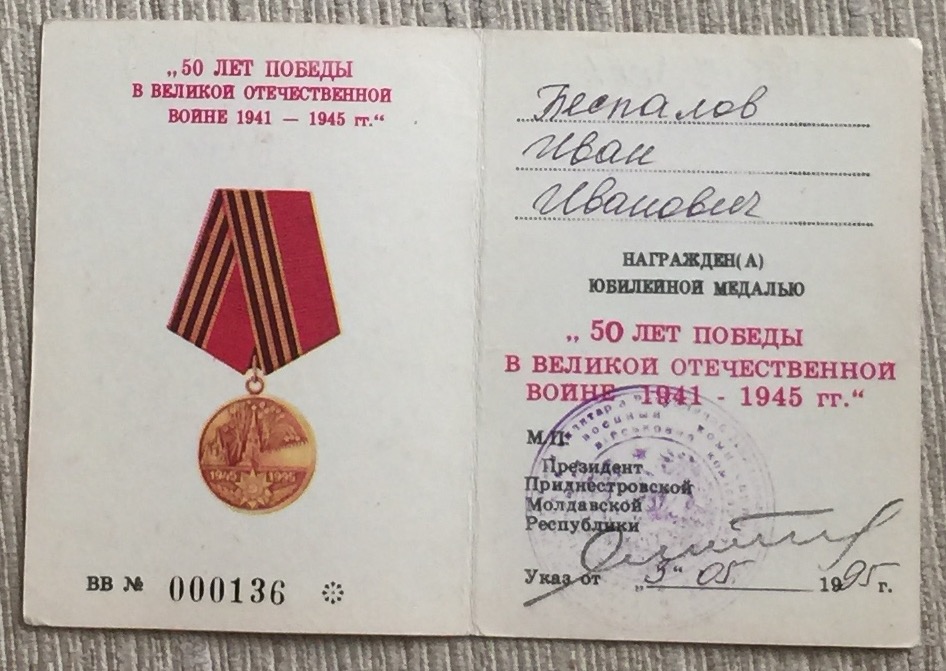 „50 ЛЕТ ПОБЕДЫ
В ВЕЛИКОЙ ОТЕЧЕСТВЕННОЙ
ВОЙНЕ 1941 — 1945 гг.“
1945 1995
ВВ № 000136
Беспалов
Иван
Иванович
НАГРАЖДЕН(А)
ЮБИЛЕЙНОЙ МЕДАЛЬЮ
„50 ЛЕТ ПОБЕДЫ
В ВЕЛИКОЙ ОТЕЧЕСТВЕННОЙ
ВОЙНЕ 1941 - 1945 гг.“
М.П.
Президент
Приднестровской
Молдавской
Республики
Указ от „3“ 05 1995 г.